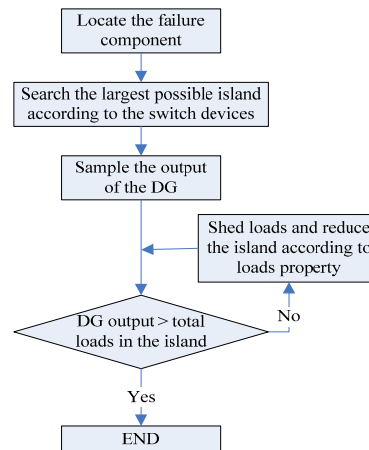 Locate the failure
component
Search the largest possible island
according to the switch devices
Sample the output
of the DG
Shed loads and reduce
the island according to
loads property
DG output > total
loads in the island
No
Yes
END